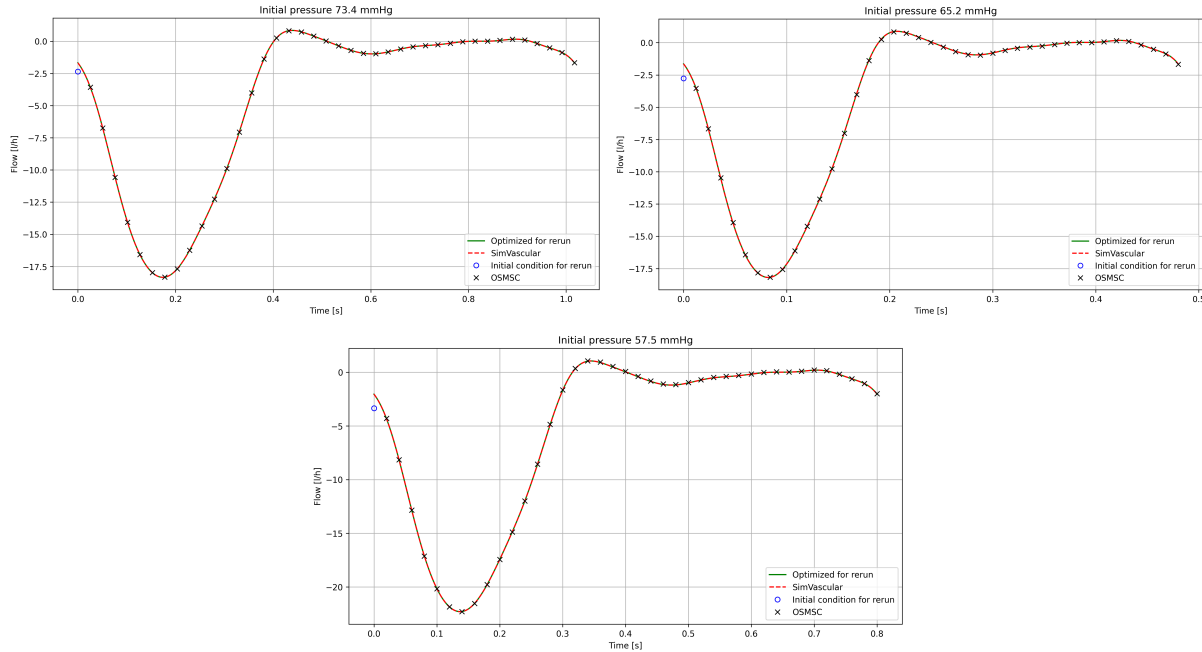 Initial pressure 73.4 mmHg
Flow [l/h]
0.0
−2.5
−5.0
−7.5
−10.0
−12.5
−15.0
−17.5
0.0 0.2 0.4 0.6 0.8 1.0
Time [s]
Optimized for rerun
SimVascular
Initial condition for rerun
OSMSC
Initial pressure 65.2 mmHg
Flow [l/h]
0.0
−2.5
−5.0
−7.5
−10.0
−12.5
−15.0
−17.5
0.0 0.1 0.2 0.3 0.4 0.5
Time [s]
Optimized for rerun
SimVascular
Initial condition for rerun
OSMSC
Initial pressure 57.5 mmHg
Flow [l/h]
0
−5
−10
−15
−20
0.0 0.1 0.2 0.3 0.4 0.5 0.6 0.7 0.8
Time [s]
Optimized for rerun
SimVascular
Initial condition for rerun
OSMSC